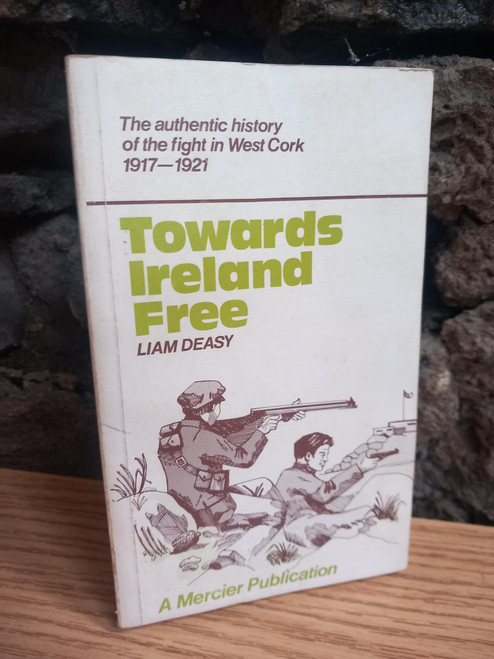 The authentic history
of the fight in West Cork
1917—1921
Towards
Ireland
Free
LIAM DEASY
A Mercier Publication